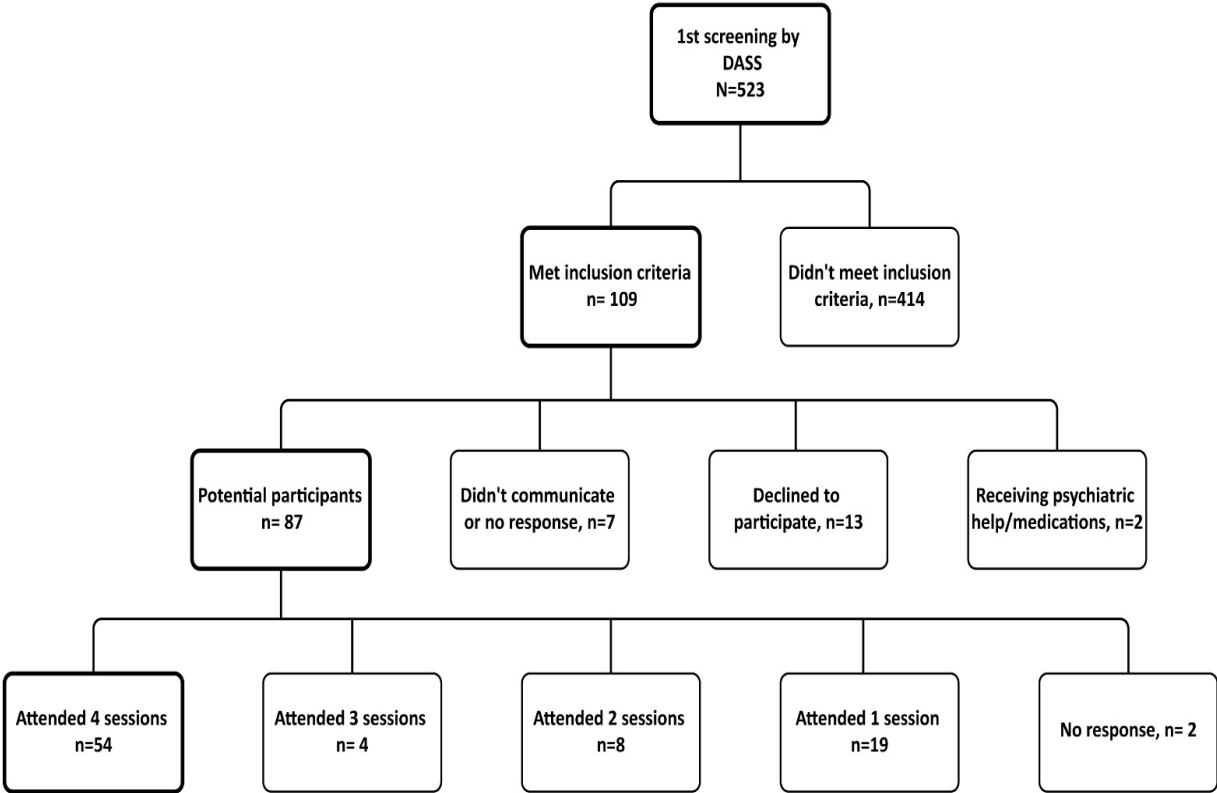 1st screening by
DASS
N=523
Met inclusion criteria
n= 109
Didn't meet inclusion
criteria, n=414
Potential participants
n= 87
Didn't communicate
or no response, n=7
Declined to
participate, n=13
Receiving psychiatric
help/medications, n=2
Attended 4 sessions
n=54
Attended 3 sessions
n= 4
Attended 2 sessions
n=8
Attended 1 session
n=19
No response, n= 2